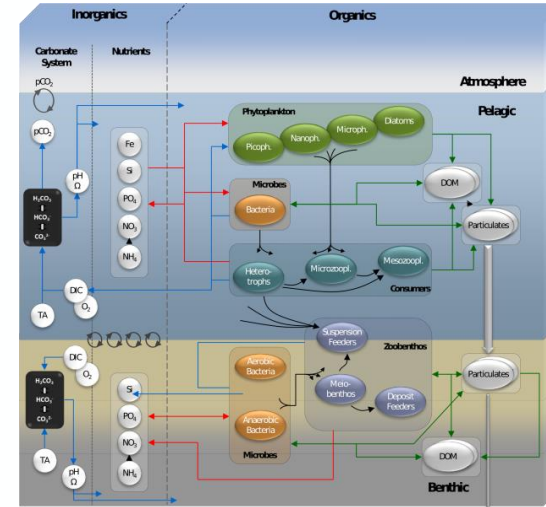 Inorganics
Organics
Carbonate
System
Nutrients
pCO₂
Atmosphere
Pelagic
pCO₂
pH
Ω
H₂CO₃
HCO₃⁻
CO₃²⁻
DIC
O₂
TA
Fe
Si
PO₄
NO₃
NH₄
Phytoplankton
Picoph.
Nanoph.
Microph.
Diatoms
Microbes
Bacteria
Hetero-
trophs
Microzoopl.
Mesozoopl.
Consumers
DOM
Particulates
Suspension
Feeders
Zoobenthos
Meio-
benthos
Deposit
Feeders
Aerobic
Bacteria
Anaerobic
Bacteria
Microbes
DIC
O₂
H₂CO₃
HCO₃⁻
CO₃²⁻
TA
pH
Ω
Si
PO₄
NO₃
NH₄
Particulates
DOM
Benthic